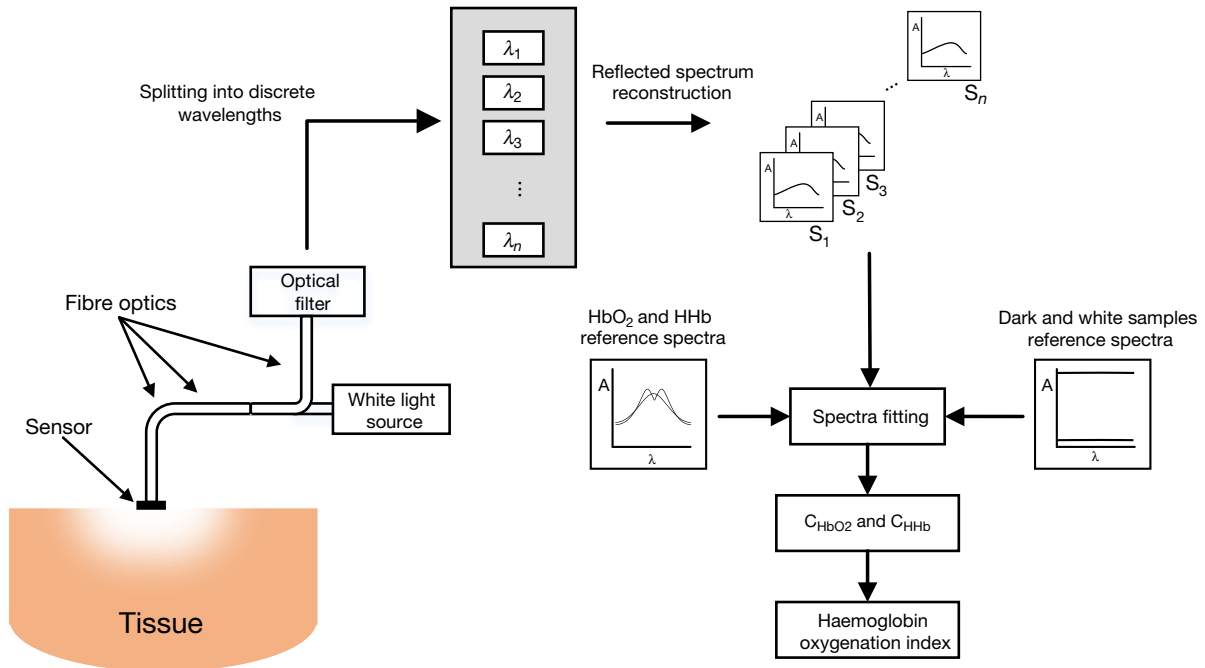 Splitting into discrete
wavelengths
λ1
λ2
λ3
⋮
λn
Reflected spectrum
reconstruction
A
λ
Sn
...
A
A
A
λ
S3
S2
S1
Optical
filter
Fibre optics
White light
source
Sensor
Tissue
HbO2 and HHb
reference spectra
A
λ
Dark and white samples
reference spectra
A
λ
Spectra fitting
CHbO2 and CHHb
Haemoglobin
oxygenation index